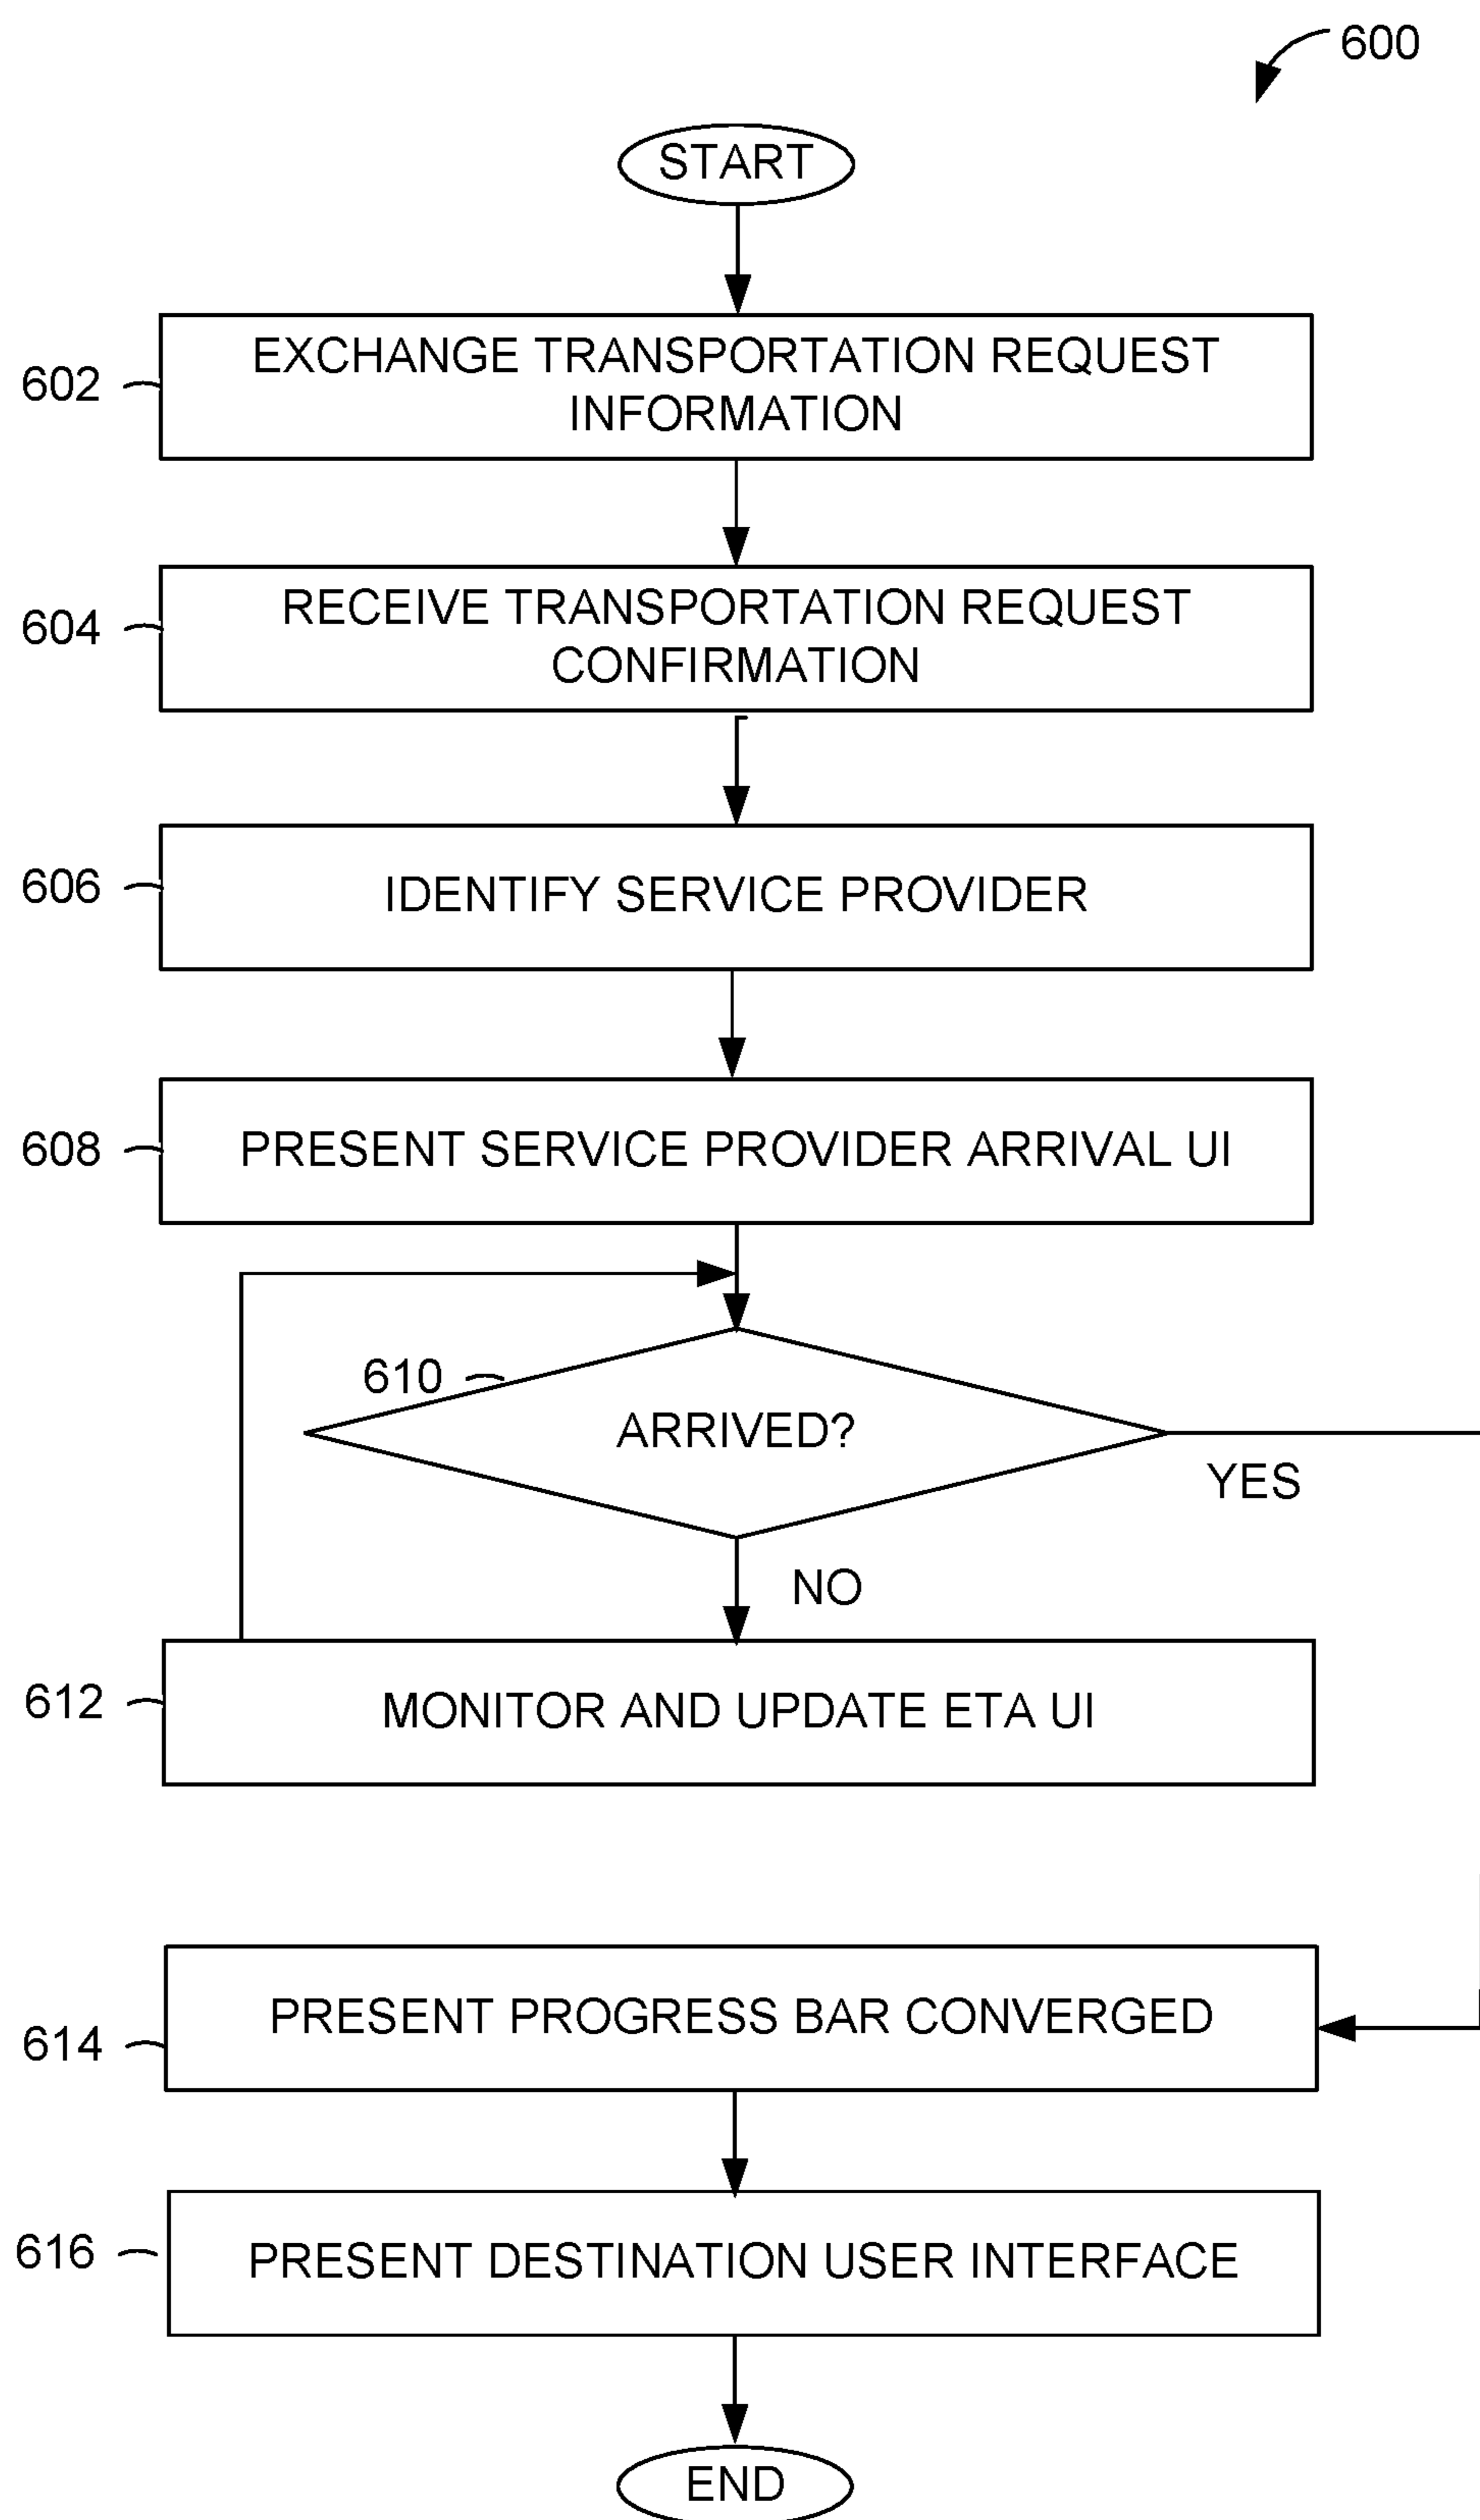 600
START
602
EXCHANGE TRANSPORTATION REQUEST
INFORMATION
604
RECEIVE TRANSPORTATION REQUEST
CONFIRMATION
606
IDENTIFY SERVICE PROVIDER
608
PRESENT SERVICE PROVIDER ARRIVAL UI
610
ARRIVED?
YES
NO
612
MONITOR AND UPDATE ETA UI
614
PRESENT PROGRESS BAR CONVERGED
616
PRESENT DESTINATION USER INTERFACE
END